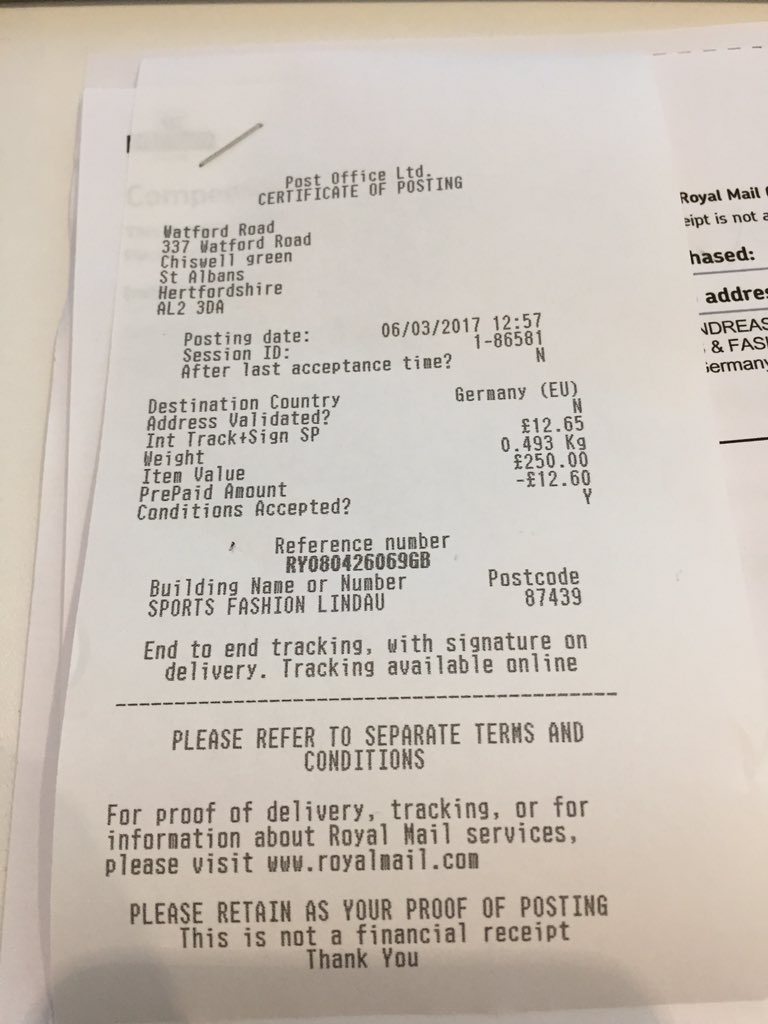 Post Office Ltd.
CERTIFICATE OF POSTING
Watford Road
337 Watford Road
Chiswell green
St Albans
Hertfordshire
AL2 3DA
Posting date: 06/03/2017 12:57
Session ID: 1-86581
After last acceptance time? N
Destination Country Germany (EU)
Address Validated? N
Int Track+Sign SP £12.65
Weight 0.493 Kg
Item Value £250.00
PrePaid Amount -£12.60
Conditions Accepted? Y
Reference number
RY080426069GB
Building Name or Number Postcode
SPORTS FASHION LINDAU 87439
End to end tracking, with signature on
delivery. Tracking available online
PLEASE REFER TO SEPARATE TERMS AND
CONDITIONS
For proof of delivery, tracking, or for
information about Royal Mail services,
please visit www.royalmail.com
PLEASE RETAIN AS YOUR PROOF OF POSTING
This is not a financial receipt
Thank You
Royal Mail
eipt is not a
hased:
addres
NDREAS
& FASH
Germany